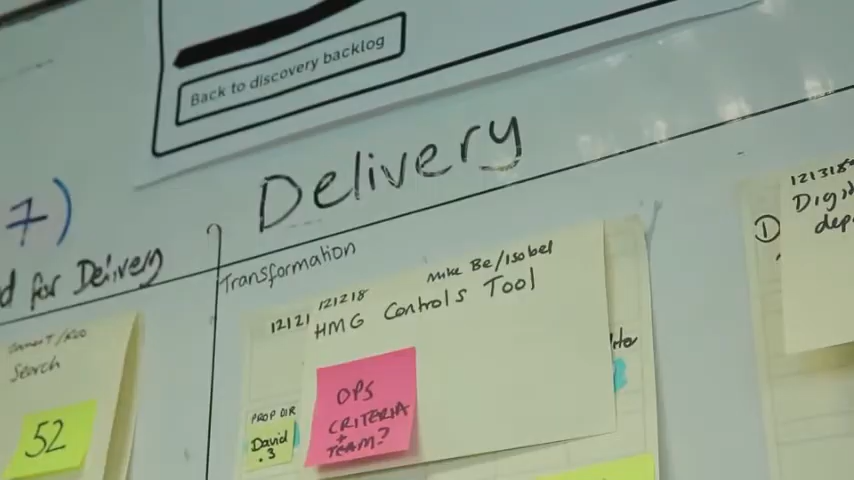 Back to discovery backlog
Delivery
7)
d for Delivery
Transformation
Search
52
12121
121218
Mike Be/Isobel
HMG Controls Tool
OPS
CRITERIA
+
TEAM?
PROP DIR
David
.3
121318
Digi
dep
D